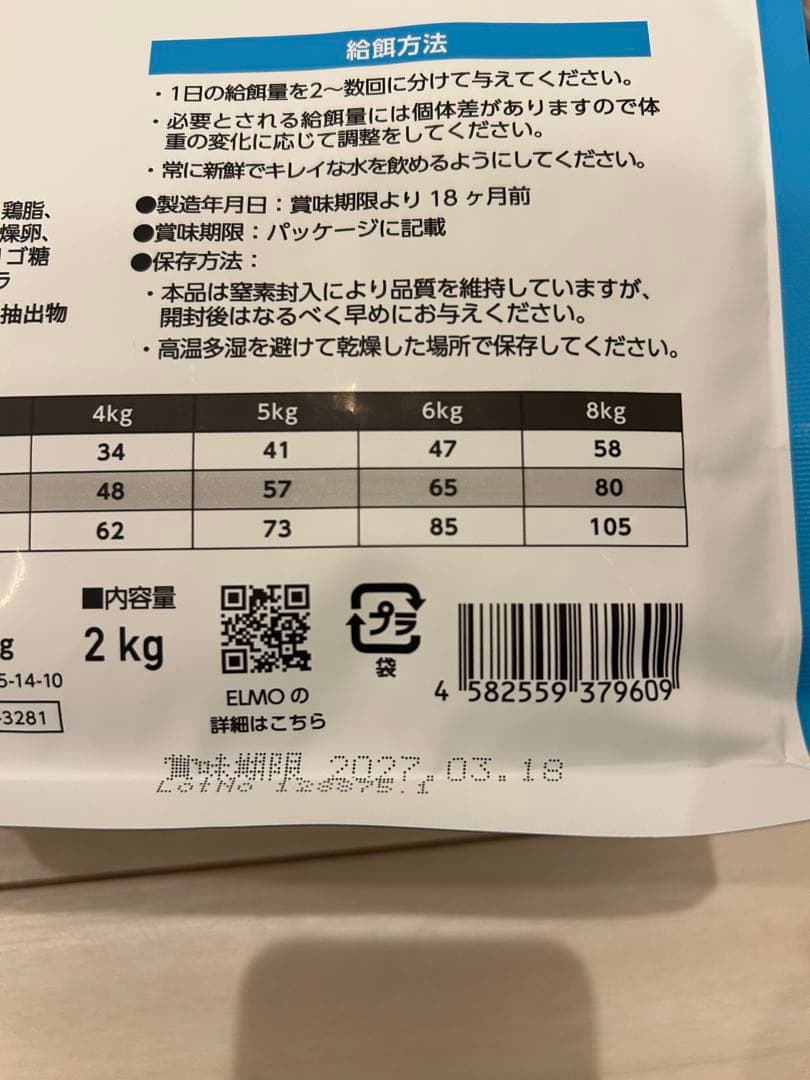 給餌方法
・1日の給餌量を2〜数回に分けて与えてください。
・必要とされる給餌量には個体差がありますので体
重の変化に応じて調整をしてください。
・常に新鮮でキレイな水を飲めるようにしてください。
●製造年月日：賞味期限より 18 ヶ月前
●賞味期限：パッケージに記載
●保存方法：
・本品は窒素封入により品質を維持していますが、
開封後はなるべく早めにお与えください。
・高温多湿を避けて乾燥した場所で保存してください。
鶏脂、
燥卵、
リゴ糖
ラ
抽出物
4kg 5kg 6kg 8kg
34 41 47 58
48 57 65 80
62 73 85 105
g
5-14-10
-3281
■内容量
2 kg
ELMO の
詳細はこちら
プラ
袋
4 582559 379609
賞味期限 2027.03.18
LotNo